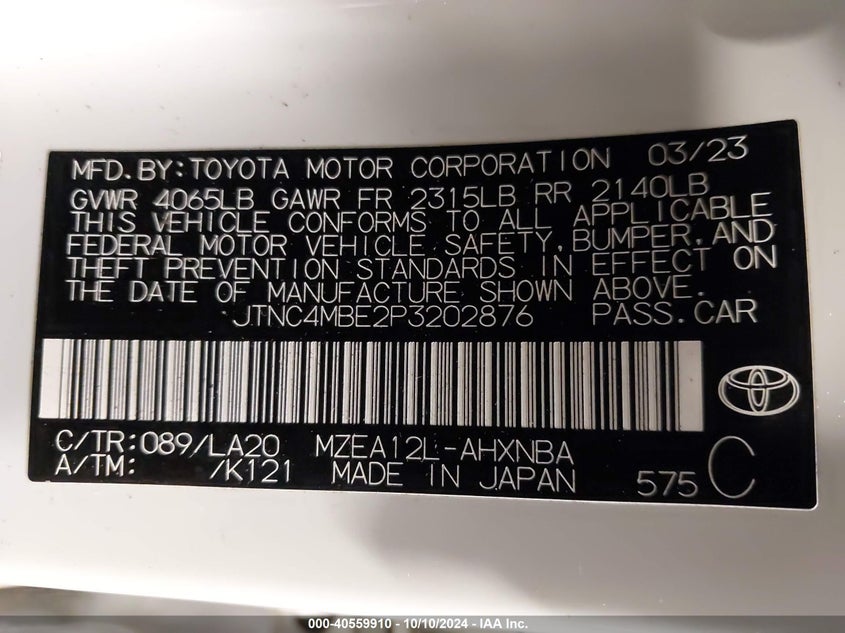 MFD. BY: TOYOTA MOTOR CORPORATION 03/23
GVWR 4065LB GAWR FR 2315LB RR 2140LB
THIS VEHICLE CONFORMS TO ALL APPLICABLE
FEDERAL MOTOR VEHICLE SAFETY, BUMPER, AND
THEFT PREVENTION STANDARDS IN EFFECT ON
THE DATE OF MANUFACTURE SHOWN ABOVE.
JTNC4MBE2P3202876 PASS. CAR
C/TR: 089/LA20 MZEA12L-AHXNBA
A/TM: /K121 MADE IN JAPAN 575 C
000-40559910 - 10/10/2024 - IAA Inc.